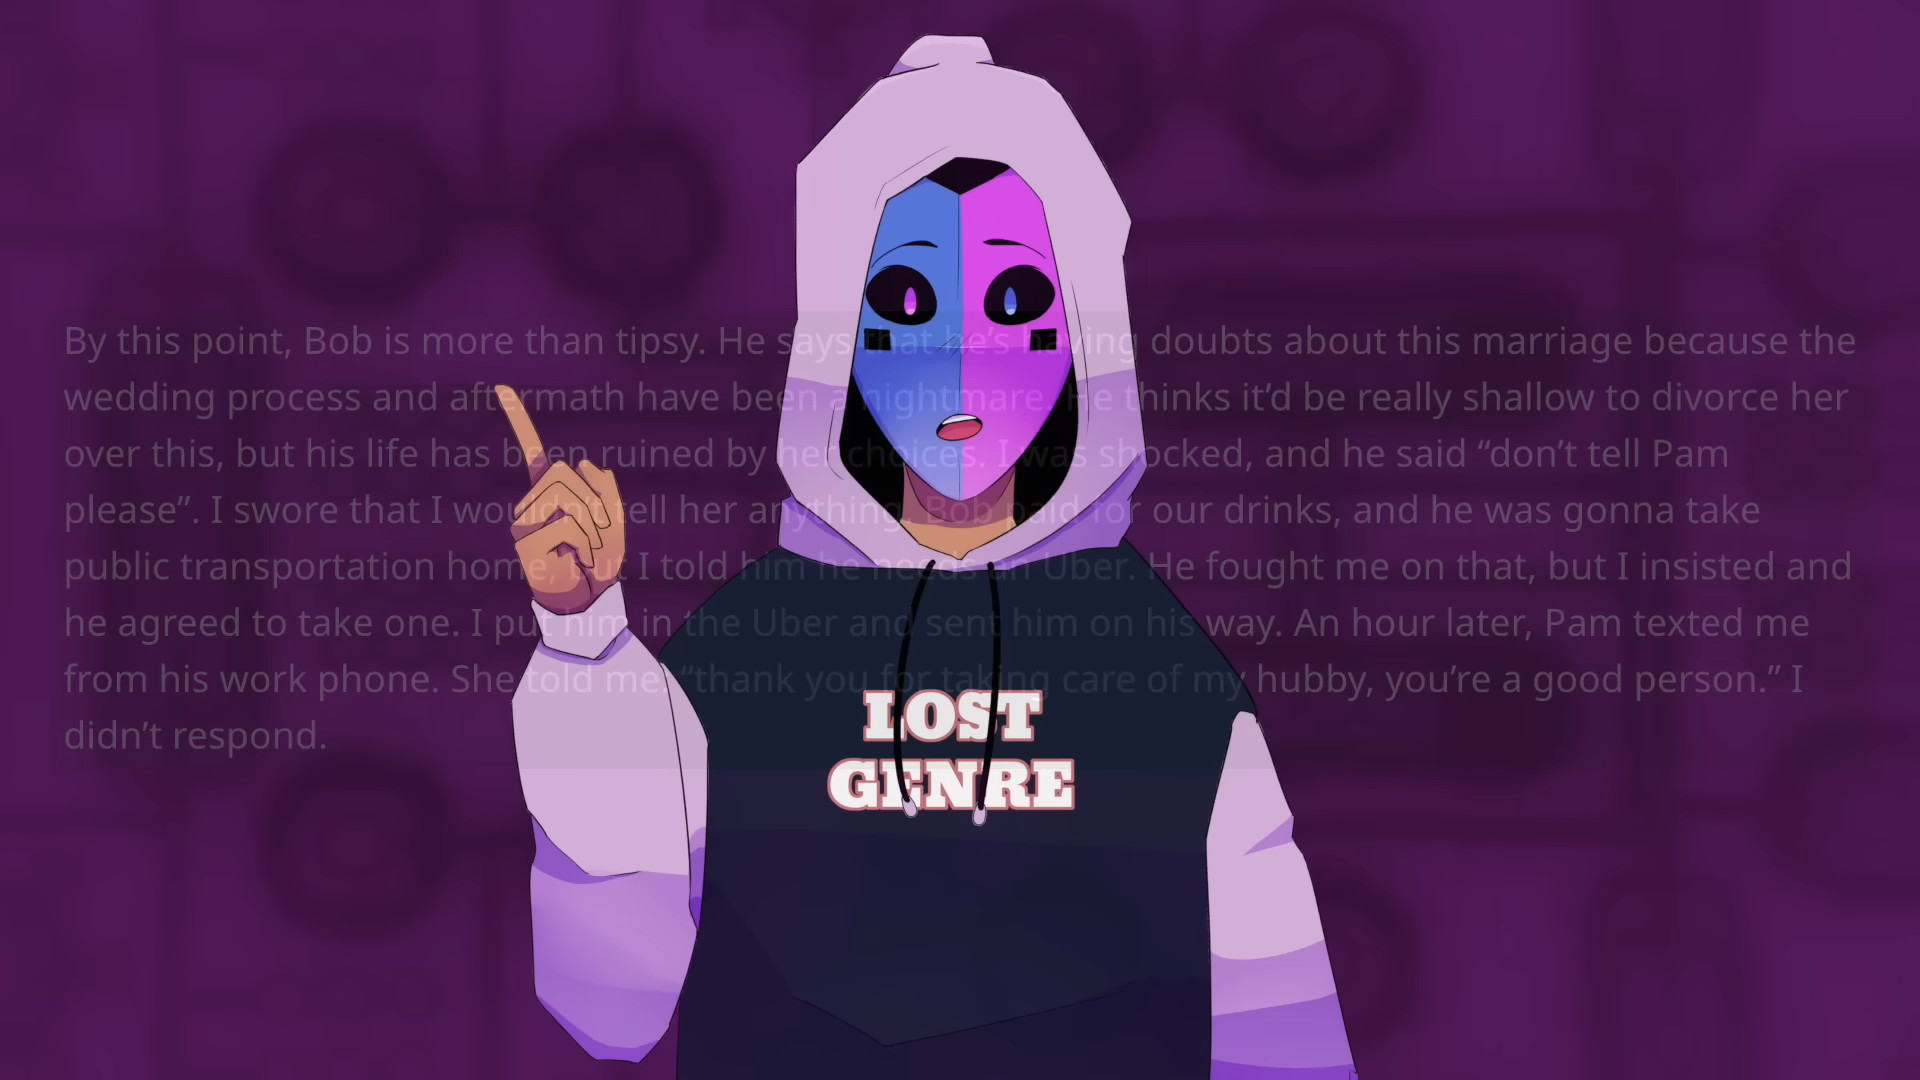 By this point, Bob is more than tipsy. He says that he’s having doubts about this marriage because the
wedding process and aftermath have been a nightmare. He thinks it’d be really shallow to divorce her
over this, but his life has been ruined by her choices. I was shocked, and he said “don’t tell Pam
please”. I swore that I wouldn’t tell her anything. Bob paid for our drinks, and he was gonna take
public transportation home, but I told him he needs an Uber. He fought me on that, but I insisted and
he agreed to take one. I put him in the Uber and sent him on his way. An hour later, Pam texted me
from his work phone. She told me: “thank you for taking care of my hubby, you’re a good person.” I
didn’t respond.
LOST
GENRE